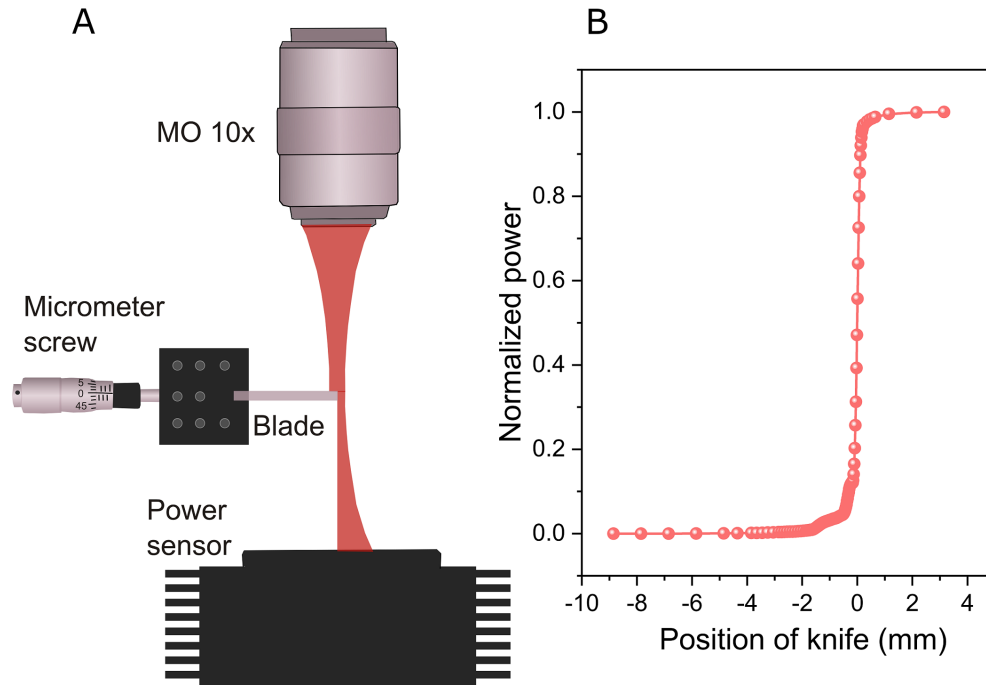 A
MO 10x
Micrometer
screw
5
0
45
Blade
Power
sensor
B
Normalized power
1.0
0.8
0.6
0.4
0.2
0.0
-10
-8
-6
-4
-2
0
2
4
Position of knife (mm)